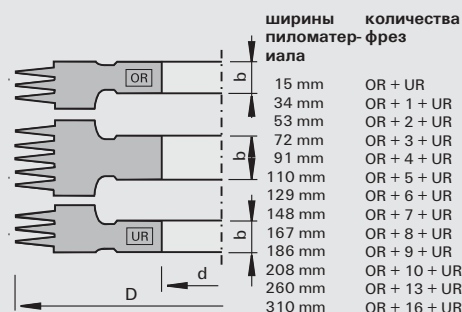 ширины количества
пиломатер- фрез
иала
15 mm OR + UR
34 mm OR + 1 + UR
53 mm OR + 2 + UR
72 mm OR + 3 + UR
91 mm OR + 4 + UR
110 mm OR + 5 + UR
129 mm OR + 6 + UR
148 mm OR + 7 + UR
167 mm OR + 8 + UR
186 mm OR + 9 + UR
208 mm OR + 10 + UR
260 mm OR + 13 + UR
310 mm OR + 16 + UR
OR
b
b
UR
b
d
D